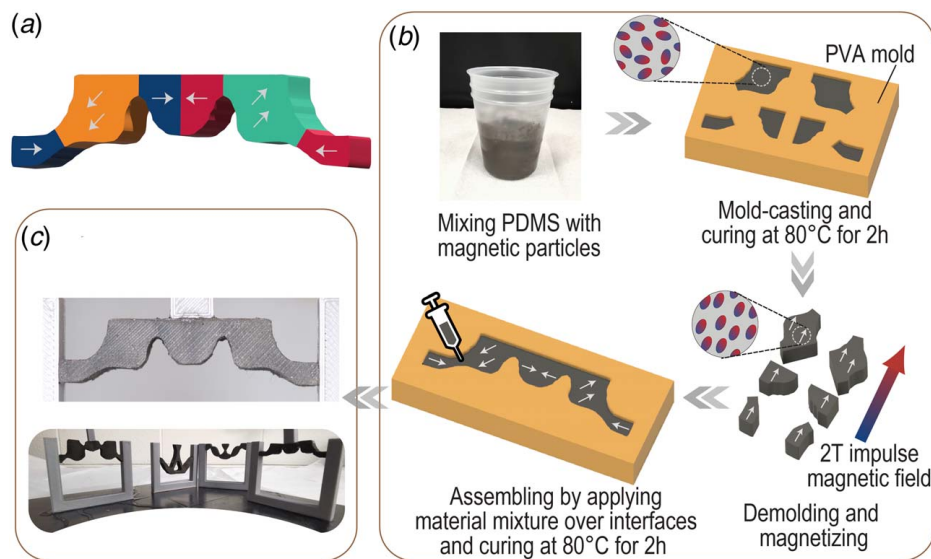 (a)
(b)
PVA mold
Mixing PDMS with
magnetic particles
Mold-casting and
curing at 80°C for 2h
(c)
2T impulse
magnetic field
Assembling by applying
material mixture over interfaces
and curing at 80°C for 2h
Demolding and
magnetizing